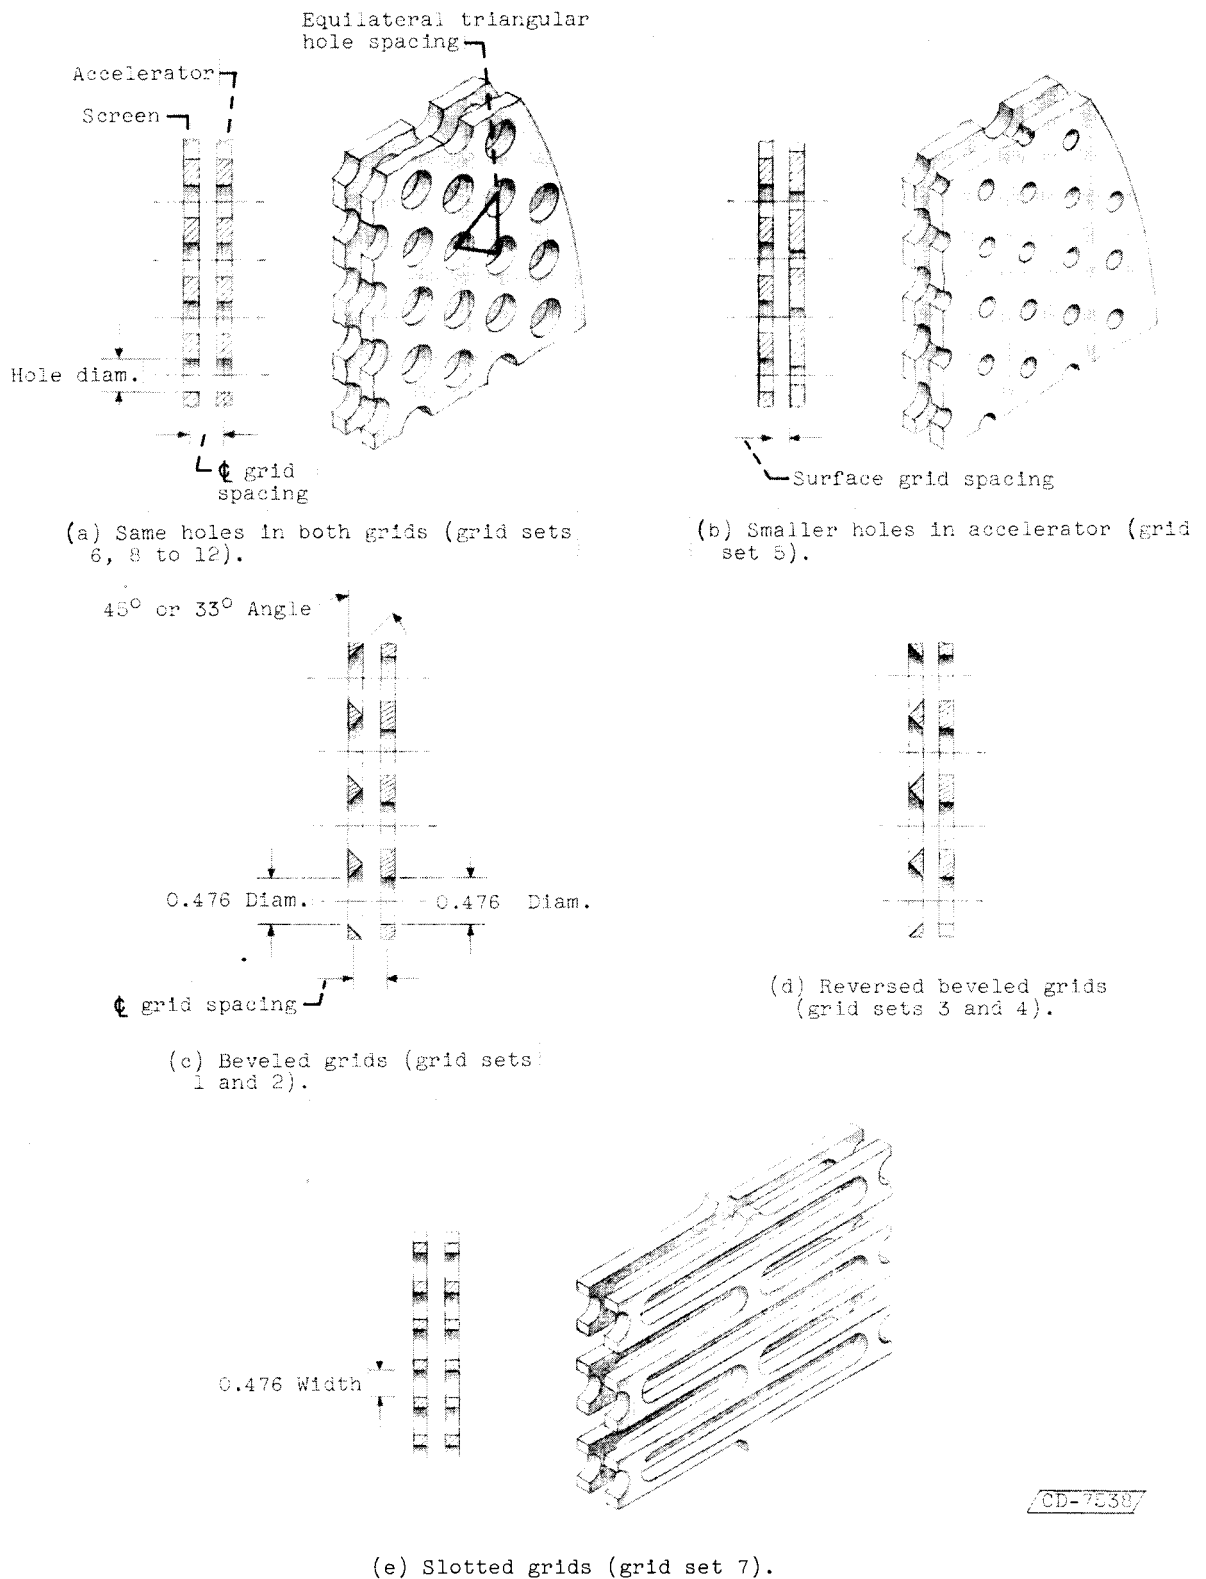 Equilateral triangular
hole spacing
Accelerator
Screen
Hole diam.
℄ grid
spacing
Surface grid spacing
(a) Same holes in both grids (grid sets
6, 8 to 12).
(b) Smaller holes in accelerator (grid
set 5).
45° or 33° Angle
0.476 Diam.
0.476 Diam.
℄ grid spacing
(c) Beveled grids (grid sets
1 and 2).
(d) Reversed beveled grids
(grid sets 3 and 4).
0.476 Width
(e) Slotted grids (grid set 7).